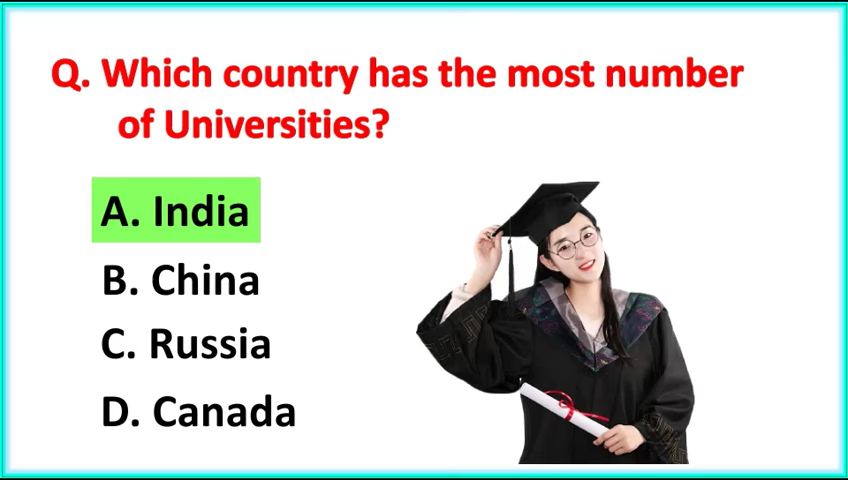 Q. Which country has the most number
of Universities?
A. India
B. China
C. Russia
D. Canada